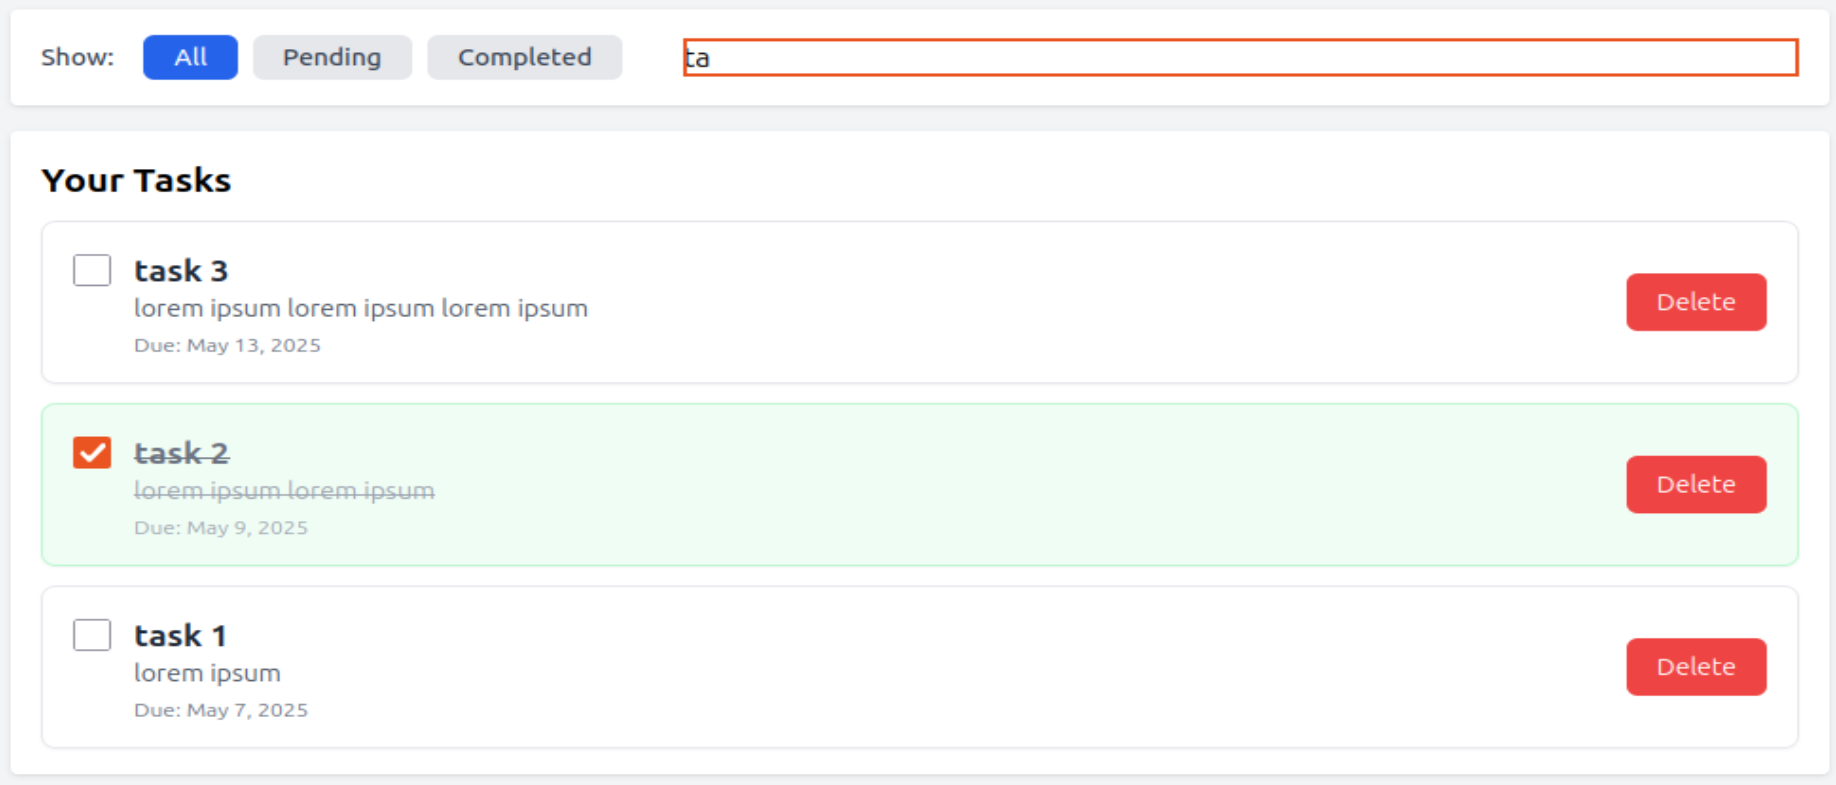 Show: All Pending Completed ta
Your Tasks
task 3
lorem ipsum lorem ipsum lorem ipsum
Due: May 13, 2025
Delete
task 2
lorem ipsum lorem ipsum
Due: May 9, 2025
Delete
task 1
lorem ipsum
Due: May 7, 2025
Delete